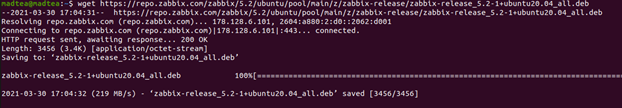 madtea@madtea:~$ wget https://repo.zabbix.com/zabbix/5.2/ubuntu/pool/main/z/zabbix-release/zabbix-release_5.2-1+ubuntu20.04_all.deb
--2021-03-30 17:04:31--  https://repo.zabbix.com/zabbix/5.2/ubuntu/pool/main/z/zabbix-release/zabbix-release_5.2-1+ubuntu20.04_all.deb
Resolving repo.zabbix.com (repo.zabbix.com)... 178.128.6.101, 2604:a880:2:d0::2062:d001
Connecting to repo.zabbix.com (repo.zabbix.com)|178.128.6.101|:443... connected.
HTTP request sent, awaiting response... 200 OK
Length: 3456 (3.4K) [application/octet-stream]
Saving to: ‘zabbix-release_5.2-1+ubuntu20.04_all.deb’
zabbix-release_5.2-1+ubuntu20.04_all.deb 100%[==========================================================================
2021-03-30 17:04:32 (219 MB/s) - ‘zabbix-release_5.2-1+ubuntu20.04_all.deb’ saved [3456/3456]